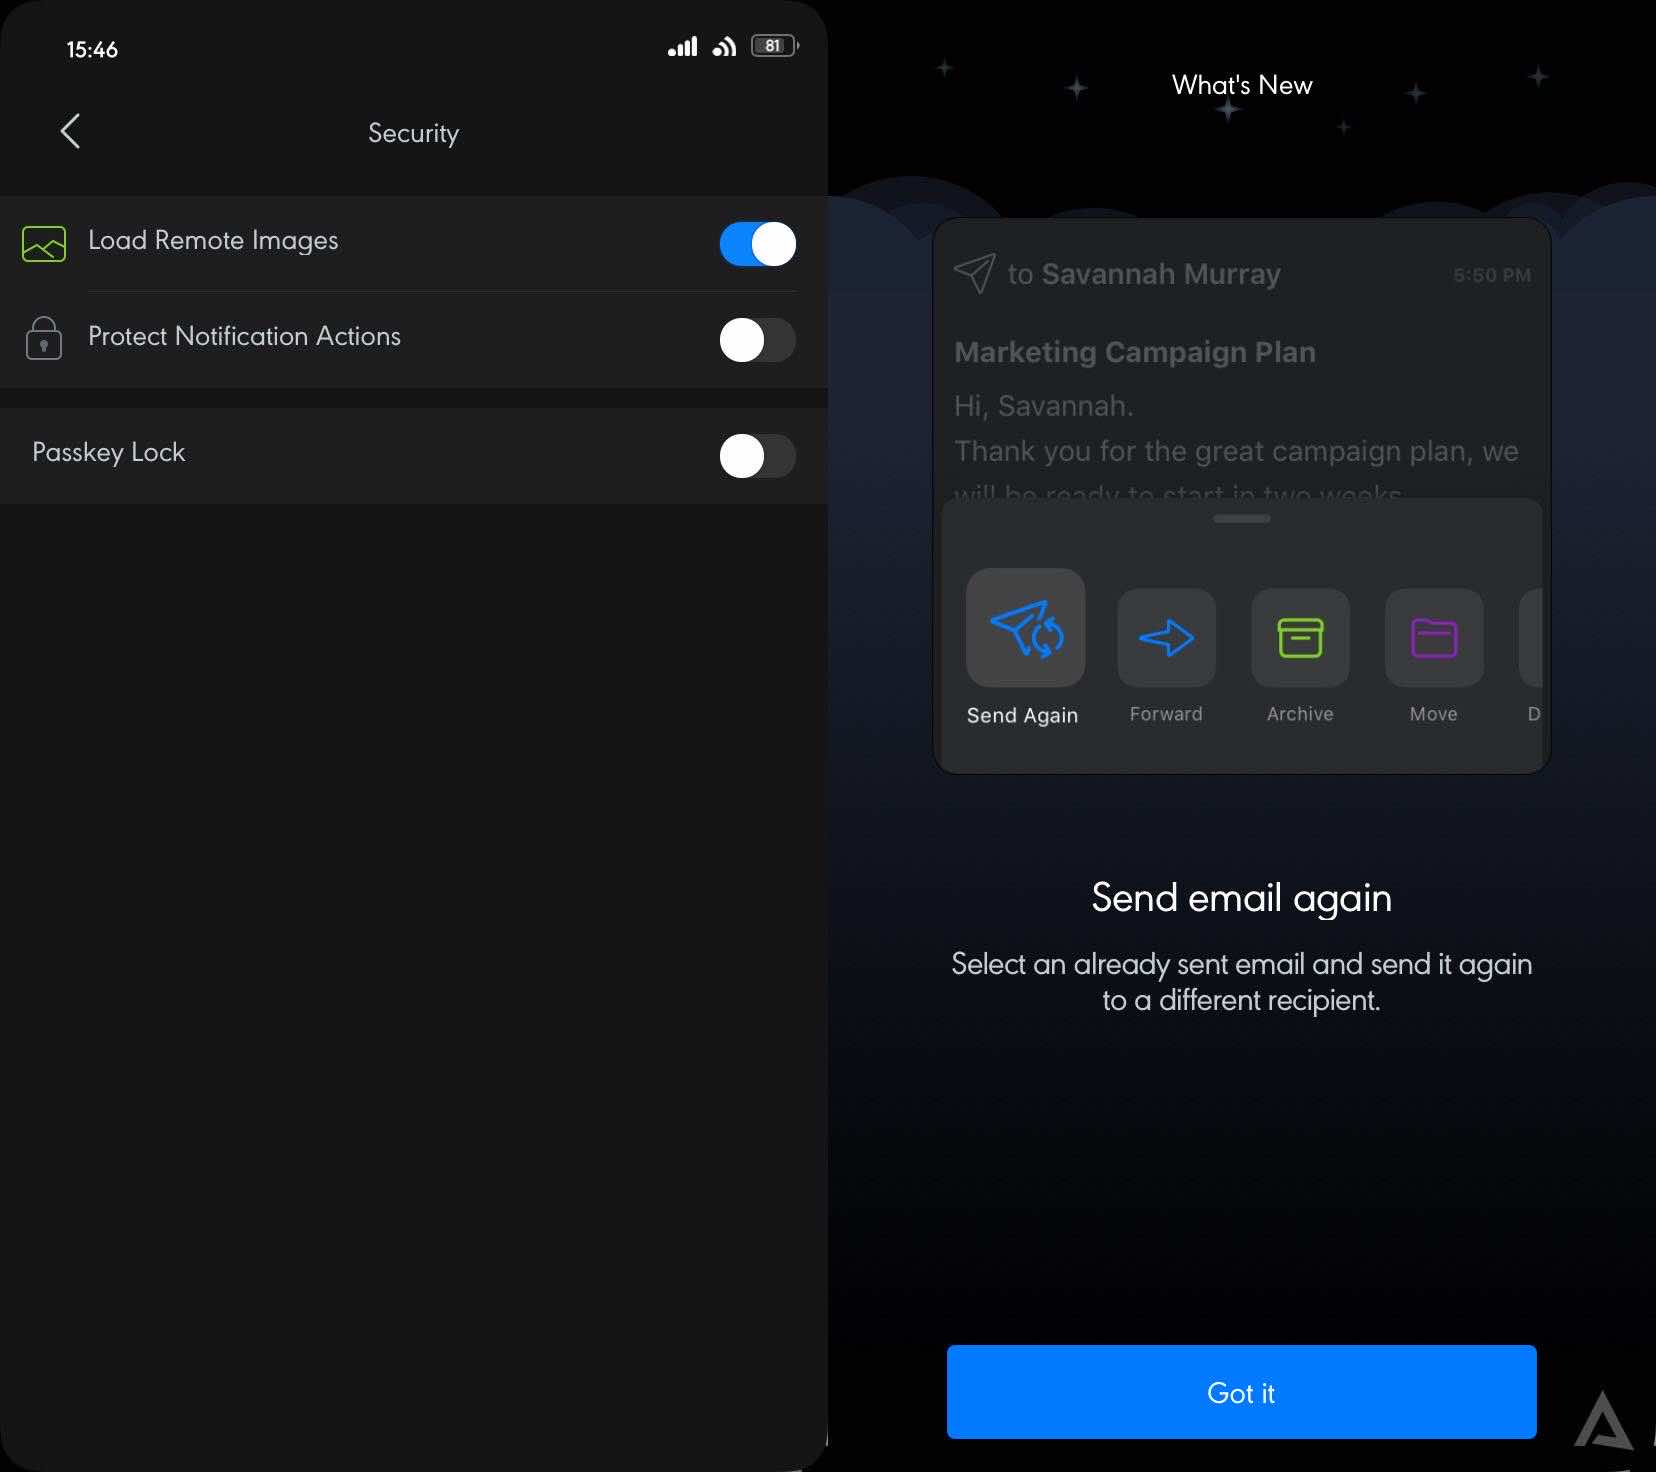 15:46
81
Security
Load Remote Images
Protect Notification Actions
Passkey Lock
What's New
to Savannah Murray
5:50 PM
Marketing Campaign Plan
Hi, Savannah.
Thank you for the great campaign plan, we
will be ready to start in two weeks.
Send Again
Forward
Archive
Move
D
Send email again
Select an already sent email and send it again
to a different recipient.
Got it